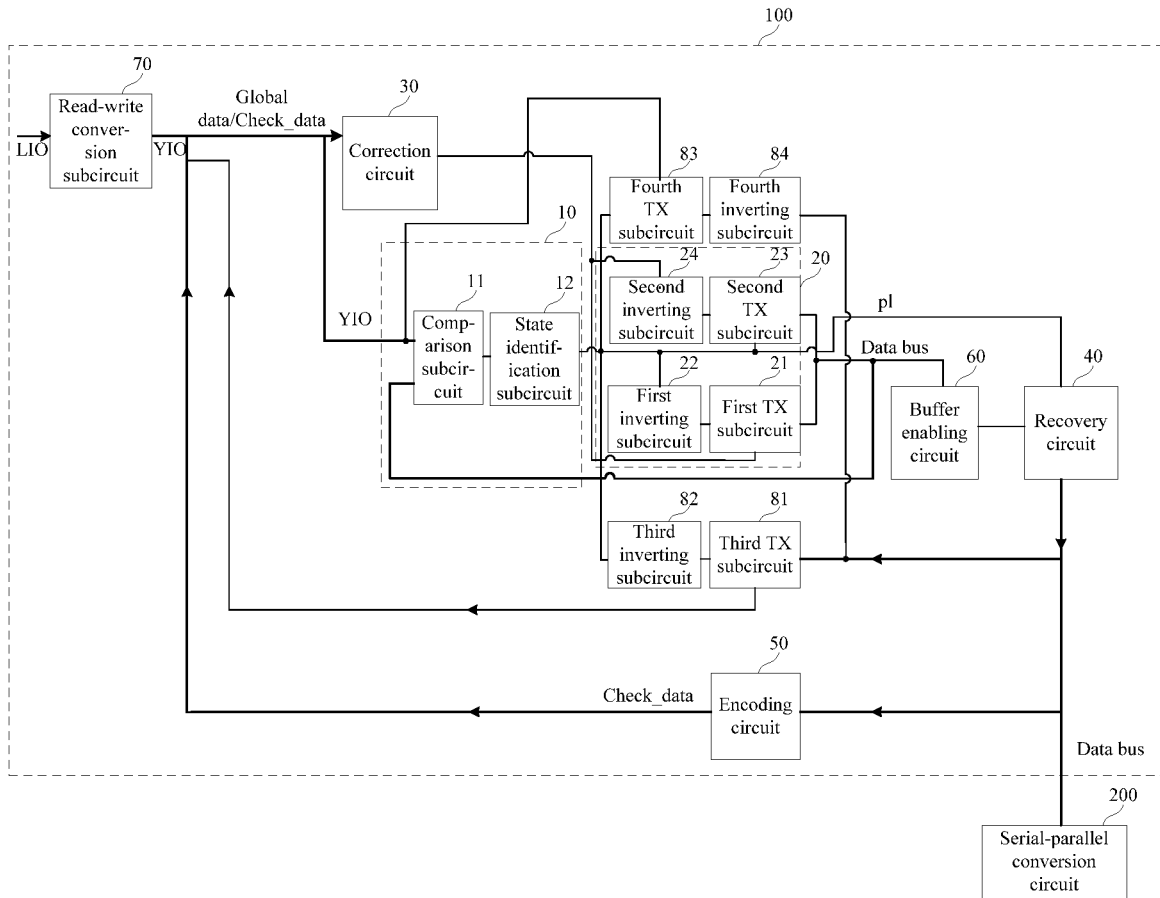 100
70
Read-write
conver-
sion
subcircuit
LIO
YIO
Global
data/Check_data
30
Correction
circuit
83
Fourth
TX
subcircuit
84
Fourth
inverting
subcircuit
10
11
Comp-
arison
subcir-
cuit
12
State
identif-
ication
subcircuit
YIO
24
Second
inverting
subcircuit
23
Second
TX
subcircuit
20
22
First
inverting
subcircuit
21
First TX
subcircuit
pl
Data bus
60
Buffer
enabling
circuit
40
Recovery
circuit
82
Third
inverting
subcircuit
81
Third TX
subcircuit
50
Encoding
circuit
Check_data
Data bus
200
Serial-parallel
conversion
circuit